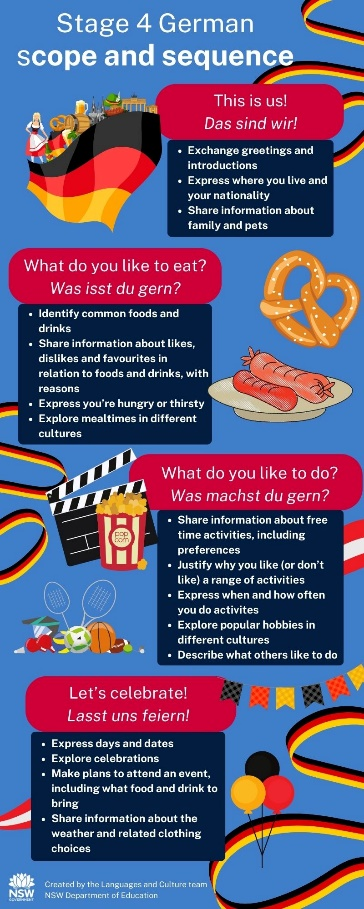 Stage 4 German
scope and sequence
This is us!
Das sind wir!
• Exchange greetings and
introductions
• Express where you live and
your nationality
• Share information about
family and pets
What do you like to eat?
Was isst du gern?
• Identify common foods and
drinks
• Share information about likes,
dislikes and favourites in
relation to foods and drinks, with
reasons
• Express you're hungry or thirsty
• Explore mealtimes in different
cultures
What do you like to do?
Was machst du gern?
pop
corn
• Share information about free
time activities, including
preferences
• Justify why you like (or don't
like) a range of activities
• Express when and how often
you do activites
• Explore popular hobbies in
different cultures
• Describe what others like to do
Let's celebrate!
Lasst uns feiern!
• Express days and dates
• Explore celebrations
• Make plans to attend an event,
including what food and drink to
bring
• Share information about the
weather and related clothing
choices
NSW
GOVERNMENT
Created by the Languages and Culture team
NSW Department of Education